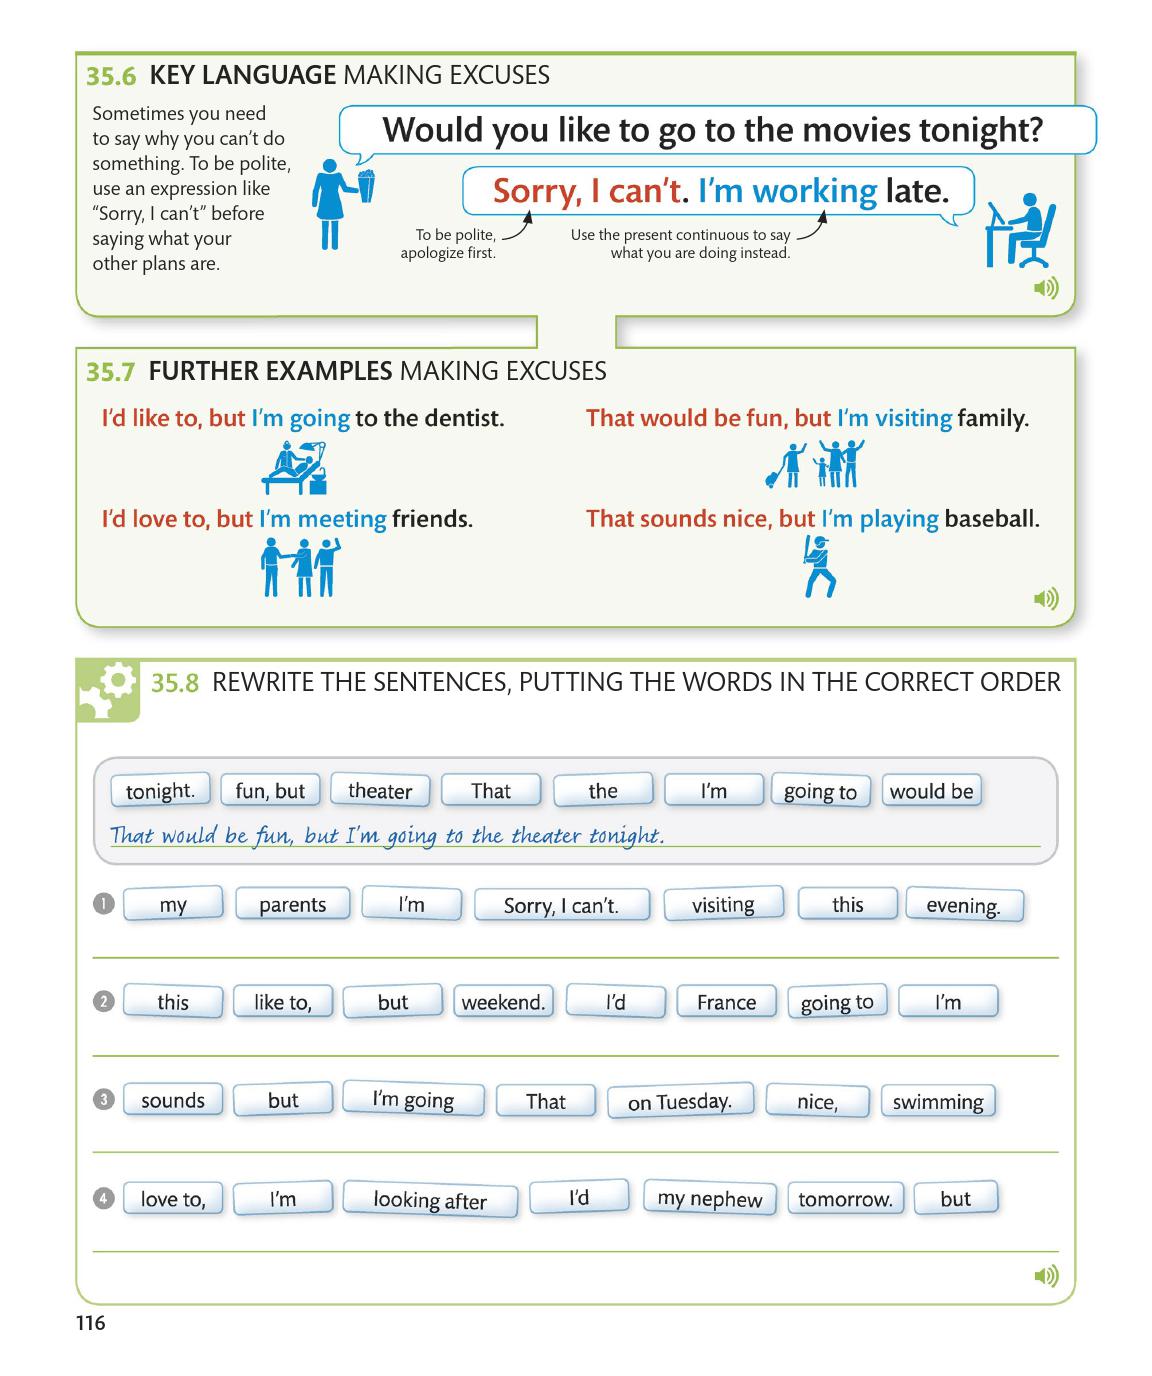 35.6 KEY LANGUAGE MAKING EXCUSES
Sometimes you need
to say why you can't do
something. To be polite,
use an expression like
“Sorry, I can't” before
saying what your
other plans are.
Would you like to go to the movies tonight?
Sorry, I can't. I'm working late.
To be polite,
apologize first.
Use the present continuous to say
what you are doing instead.
35.7 FURTHER EXAMPLES MAKING EXCUSES
I'd like to, but I'm going to the dentist.
That would be fun, but I'm visiting family.
I'd love to, but I'm meeting friends.
That sounds nice, but I'm playing baseball.
35.8 REWRITE THE SENTENCES, PUTTING THE WORDS IN THE CORRECT ORDER
tonight. fun, but theater That the I'm going to would be
That would be fun, but I'm going to the theater tonight.
1 my parents I'm Sorry, I can't. visiting this evening.
2 this like to, but weekend. I'd France going to I'm
3 sounds but I'm going That on Tuesday. nice, swimming
4 love to, I'm looking after I'd my nephew tomorrow. but
116